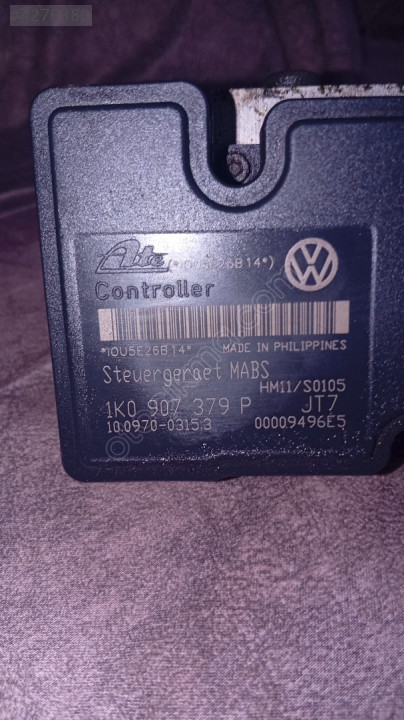 Ate (*10U5E26B14*)
Controller
*10U5E26B14* MADE IN PHILIPPINES
Steuergeraet MABS
HM11/S0105
1K0 907 379 P JT7
10.0970-0315.3 00009496E5